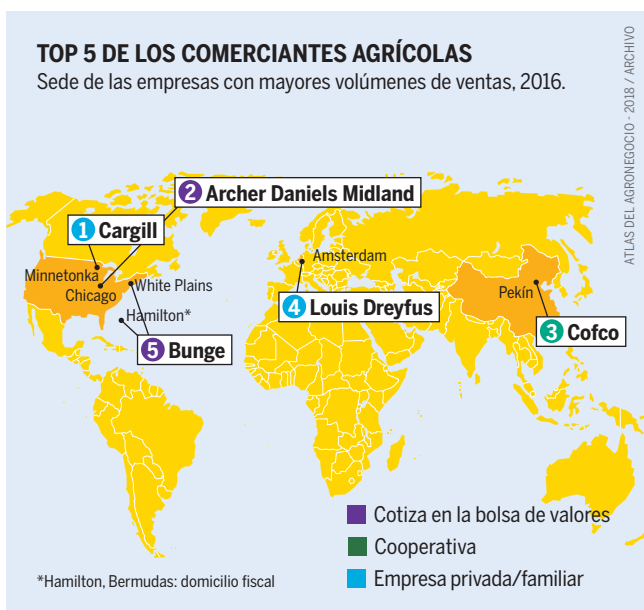 TOP 5 DE LOS COMERCIANTES AGRÍCOLAS
Sede de las empresas con mayores volúmenes de ventas, 2016.
ATLAS DEL AGRONEGOCIO - 2018 / ARCHIVO
2 Archer Daniels Midland
1 Cargill
Minnetonka
Chicago
White Plains
Hamilton*
5 Bunge
Amsterdam
4 Louis Dreyfus
Pekín
3 Cofco
Cotiza en la bolsa de valores
Cooperativa
Empresa privada/familiar
*Hamilton, Bermudas: domicilio fiscal